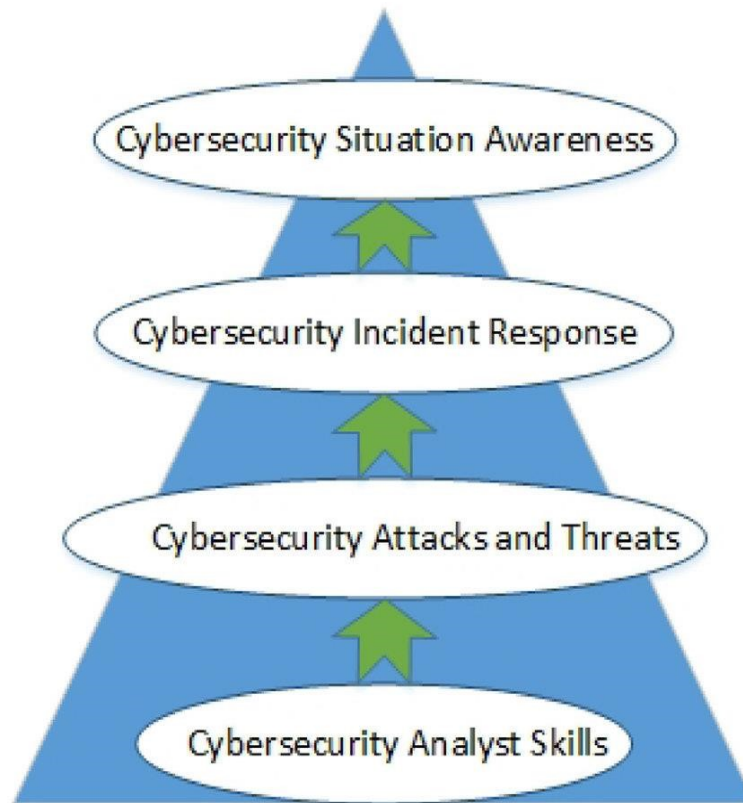 Cybersecurity Situation Awareness
Cybersecurity Incident Response
Cybersecurity Attacks and Threats
Cybersecurity Analyst Skills